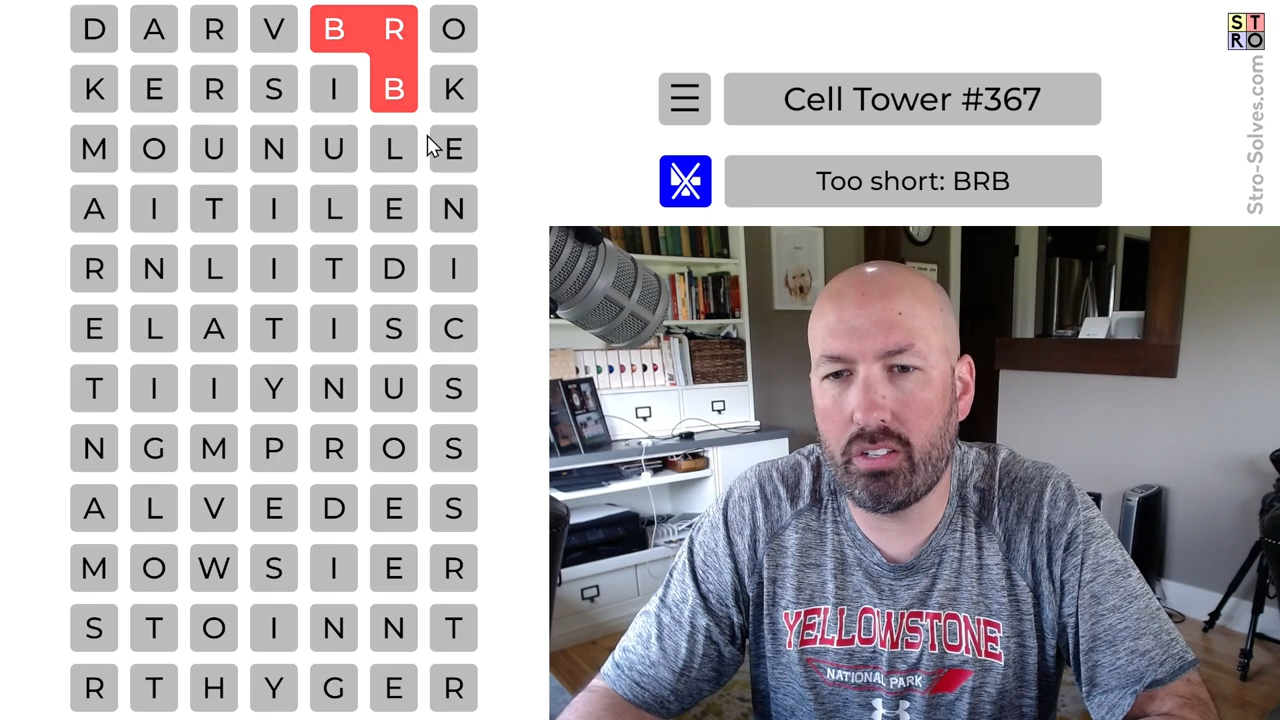 D A R V B R O
K E R S I B K
M O U N U L E
A I T I L E N
R N L I T D I
E L A T I S C
T I I Y N U S
N G M P R O S
A L V E D E S
M O W S I E R
S T O I N N T
R T H Y G E R
Cell Tower #367
Too short: BRB
S T
R O
Stro-Solves.com
YELLOWSTONE
NATIONAL PARK